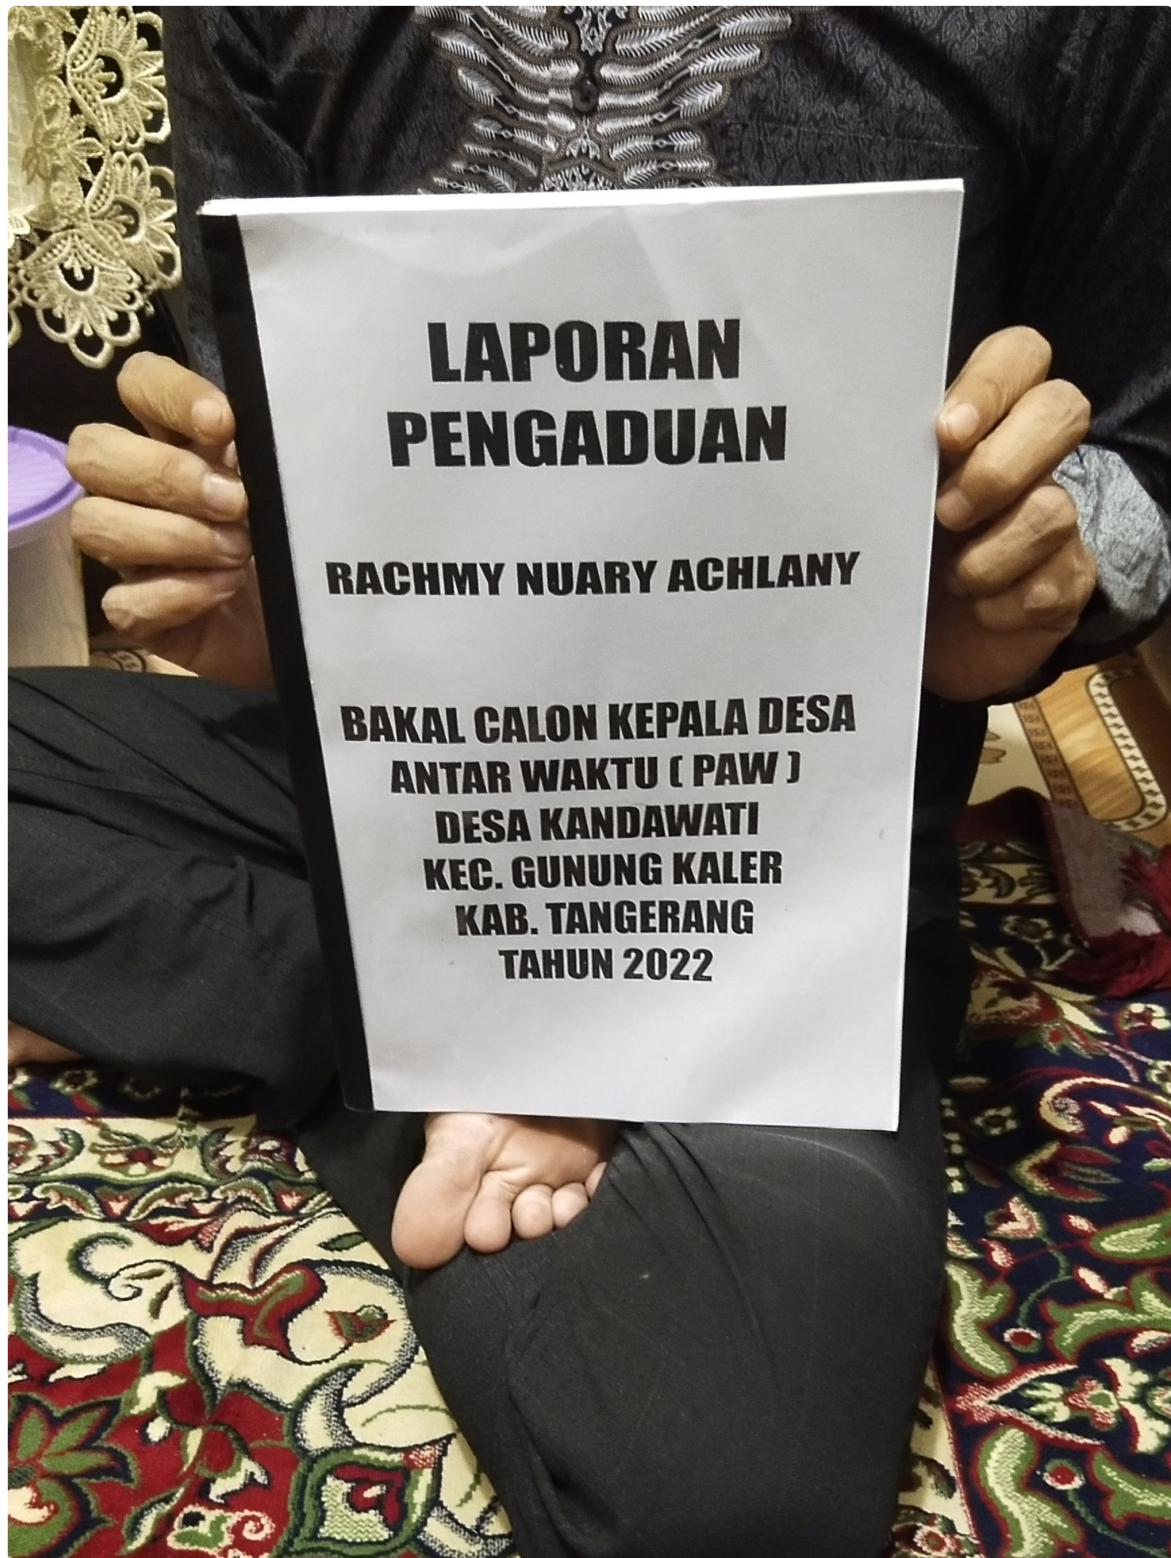 LAPORAN
PENGADUAN
RACHMY NUARY ACHLANY
BAKAL CALON KEPALA DESA
ANTAR WAKTU ( PAW )
DESA KANDAWATI
KEC. GUNUNG KALER
KAB. TANGERANG
TAHUN 2022